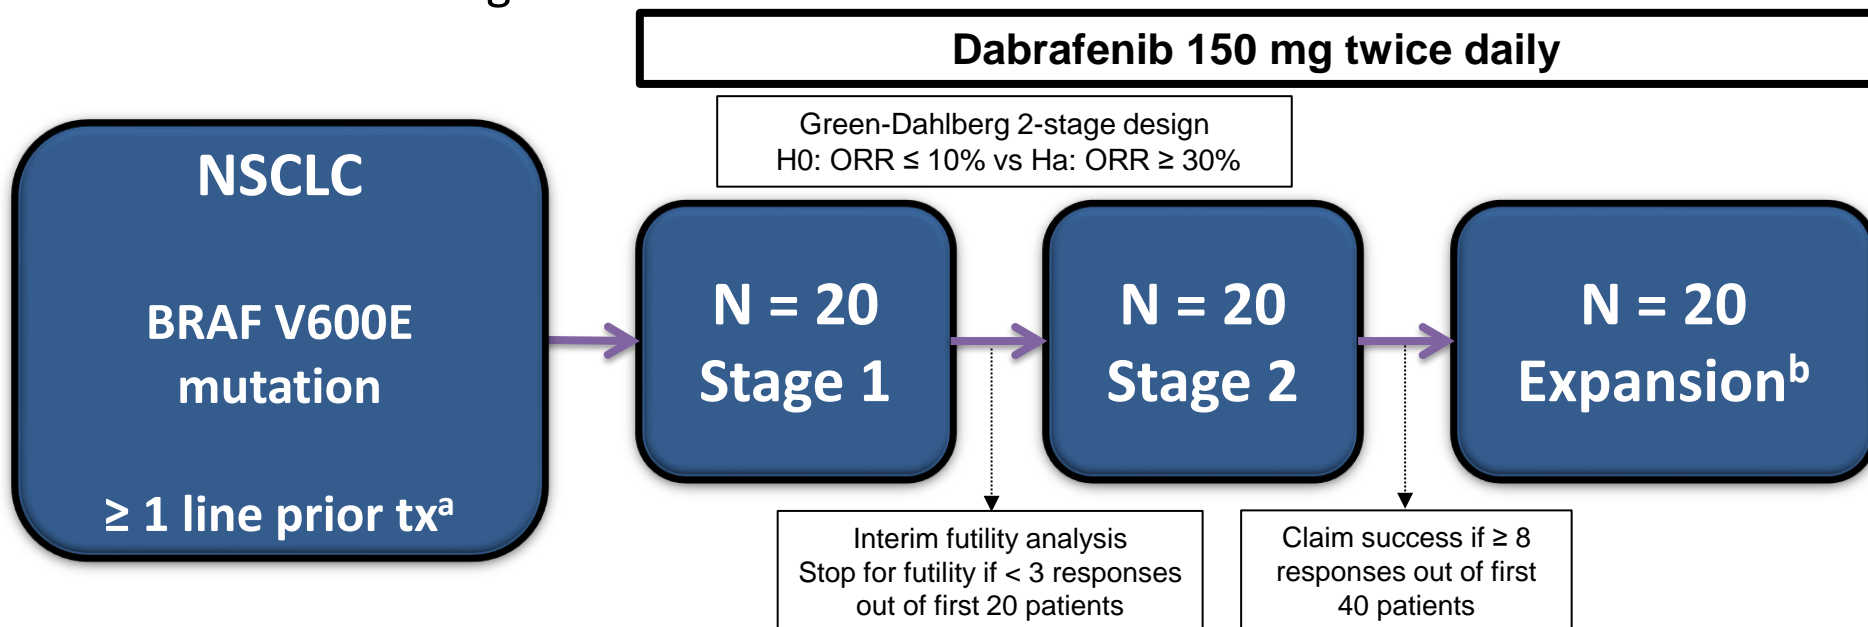 Dabrafenib 150 mg twice daily
Green-Dahlberg 2-stage design
H0: ORR ≤ 10% vs Ha: ORR ≥ 30%
NSCLC
BRAF V600E
mutation
≥ 1 line prior txᵃ
N = 20
Stage 1
N = 20
Stage 2
N = 20
Expansionᵇ
Interim futility analysis
Stop for futility if < 3 responses
out of first 20 patients
Claim success if ≥ 8
responses out of first
40 patients